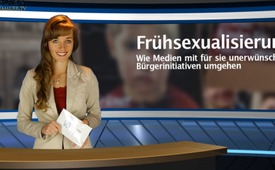 Frühsexualisierun
Wie Medien mit für sie unerwünsch
Bürgerinitiativen umgehen